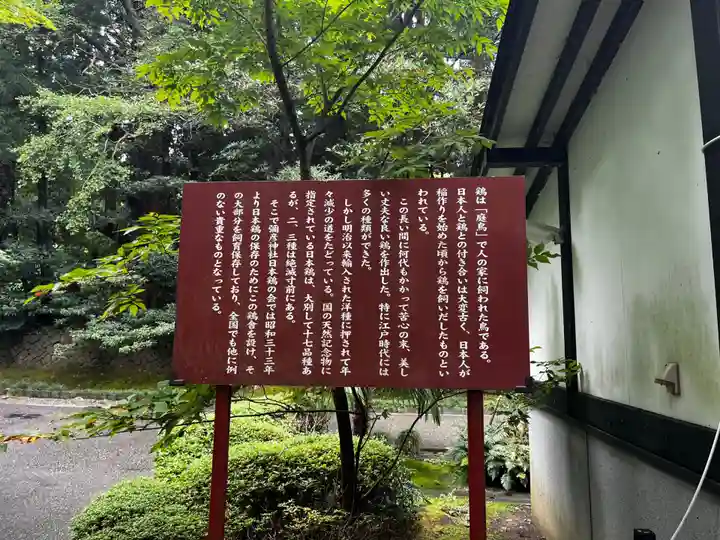 鶏は「庭鳥」で人の家に飼われた鳥である。
日本人と鶏との付き合いは大変古く、日本人が
稲作りを始めた頃から鶏を飼いだしたものとい
われている。
この長い間に何代もかかって苦心の末、美し
い丈夫な良い鶏を作出した。特に江戸時代には
多くの種類ができた。
しかし明治以来輸入された洋種に押されて年
々減少の道をたどっている。国の天然記念物に
指定されている日本鶏は、大別して十七品種あ
るが、二、三種は絶滅寸前にある。
そこで彌彦神社日本鶏の会では昭和三十三年
より日本鶏の保存のためにこの鶏舎を設け、そ
の大部分を飼育保存しており、全国でも他に例
のない貴重なものとなっている。